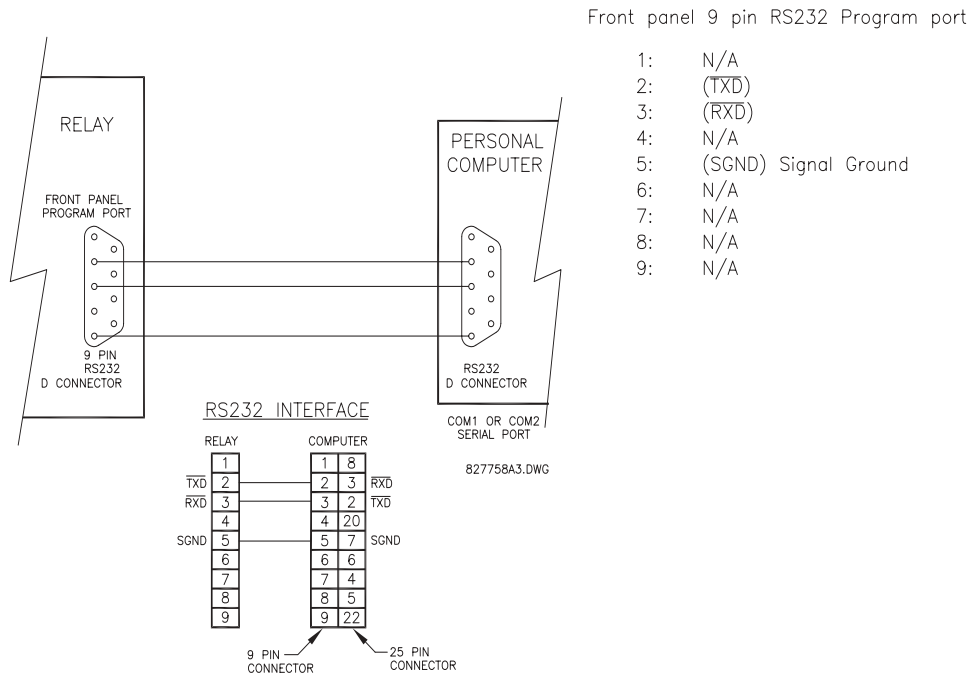 Front panel 9 pin RS232 Program port
1: N/A
2: (TXD)
3: (RXD)
4: N/A
5: (SGND) Signal Ground
6: N/A
7: N/A
8: N/A
9: N/A
RELAY
FRONT PANEL
PROGRAM PORT
9 PIN
RS232
D CONNECTOR
PERSONAL
COMPUTER
RS232
D CONNECTOR
COM1 OR COM2
SERIAL PORT
827758A3.DWG
RS232 INTERFACE
RELAY COMPUTER
1 1 8
TXD 2 2 3 RXD
RXD 3 3 2 TXD
4 4 20
SGND 5 5 7 SGND
6 6 6
7 7 4
8 8 5
9 9 22
9 PIN
CONNECTOR
25 PIN
CONNECTOR